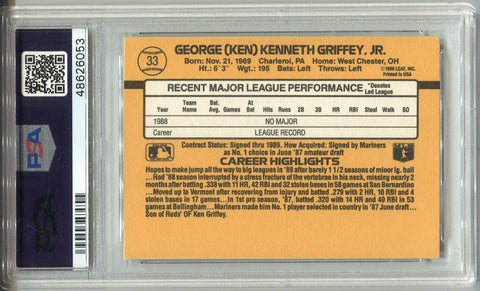 33
GEORGE (KEN) KENNETH GRIFFEY, JR.
Born: Nov. 21, 1969 Charleroi, PA Home: West Chester, OH
Ht.: 6'3" Wgt.: 195 Bats: Left Throws: Left
©1988 LEAF, INC.
Printed in USA
RECENT MAJOR LEAGUE PERFORMANCE
*Denotes
Led League
Year Team Name Bat. Avg. Games At Bat Hits Runs 2B 3B HR RBI Steal Walk SO
1988 NO MAJOR
Career LEAGUE RECORD
Contract Status: Signed thru 1989. How Acquired: Signed by Mariners
as No. 1 choice in June '87 amateur draft
CAREER HIGHLIGHTS
Hopes to make jump all the way to big leagues in '89 after barely 1 1/2 seasons of minor lg. ball
...Had '88 season interrupted by a stress fracture of the vertebrae in his neck, missing nearly 2
months after batting .338 with 11 HR, 42 RBI and 32 stolen bases in 58 games at San Bernardino
...Moved up to Vermont after recovering from injury and batted .279 with 2 HR, 10 RBI and 4
stolen bases in 17 games...In 1st pro season, '87, batted .320 with 14 HR and 40 RBI in 53
games at Bellingham...Mariners made him No. 1 player selected in country in '87 June draft...
Son of Reds' OF Ken Griffey.
PSA
48626053